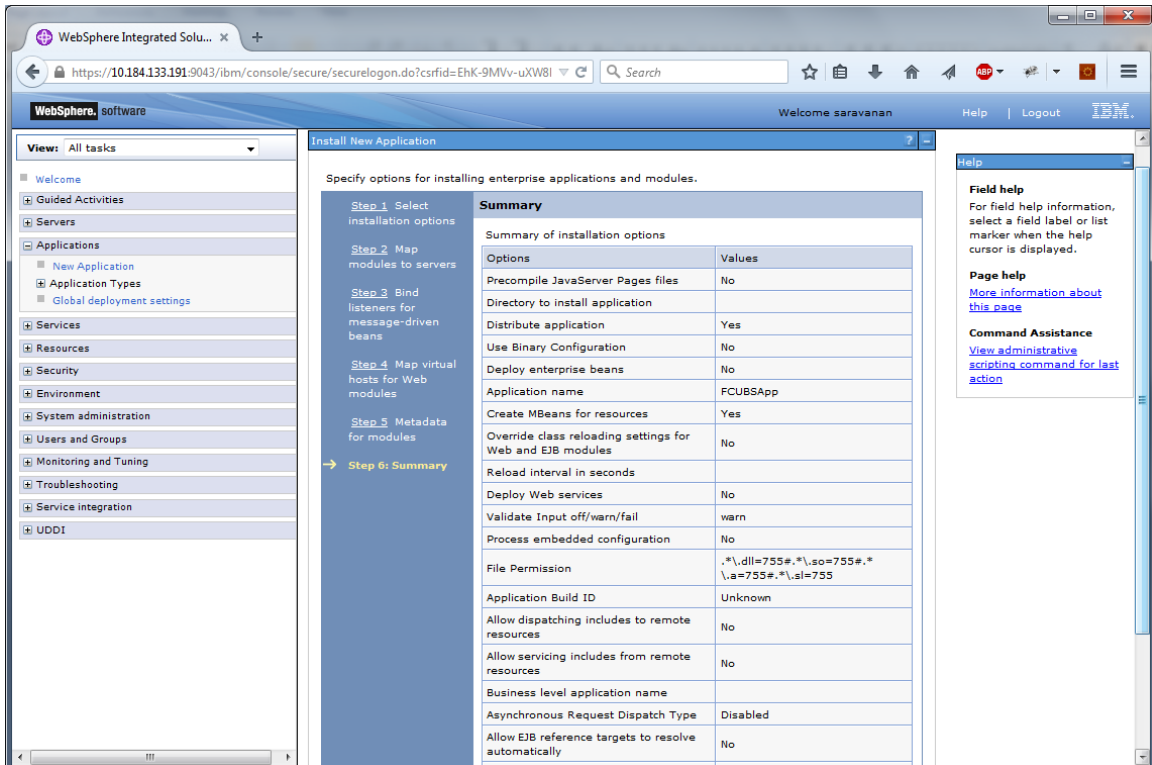 WebSphere Integrated Solu... × +
https://10.184.133.191:9043/ibm/console/secure/securelogon.do?csrfid=EhK-9MVv-uXW8I
Search
ABP
WebSphere. software
Welcome saravanan
Help | Logout
IBM.
View: All tasks
Welcome
Guided Activities
Servers
Applications
New Application
Application Types
Global deployment settings
Services
Resources
Security
Environment
System administration
Users and Groups
Monitoring and Tuning
Troubleshooting
Service integration
UDDI
Install New Application ? -
Specify options for installing enterprise applications and modules.
Step 1 Select
installation options
Step 2 Map
modules to servers
Step 3 Bind
listeners for
message-driven
beans
Step 4 Map virtual
hosts for Web
modules
Step 5 Metadata
for modules
Step 6: Summary
Summary
Summary of installation options
Options Values
Precompile JavaServer Pages files No
Directory to install application
Distribute application Yes
Use Binary Configuration No
Deploy enterprise beans No
Application name FCUBSApp
Create MBeans for resources Yes
Override class reloading settings for
Web and EJB modules No
Reload interval in seconds
Deploy Web services No
Validate Input off/warn/fail warn
Process embedded configuration No
File Permission .*\.dll=755#.*\.so=755#.*
\.a=755#.*\.sl=755
Application Build ID Unknown
Allow dispatching includes to remote
resources No
Allow servicing includes from remote
resources No
Business level application name
Asynchronous Request Dispatch Type Disabled
Allow EJB reference targets to resolve
automatically No
Help -
Field help
For field help information,
select a field label or list
marker when the help
cursor is displayed.
Page help
More information about
this page
Command Assistance
View administrative
scripting command for last
action